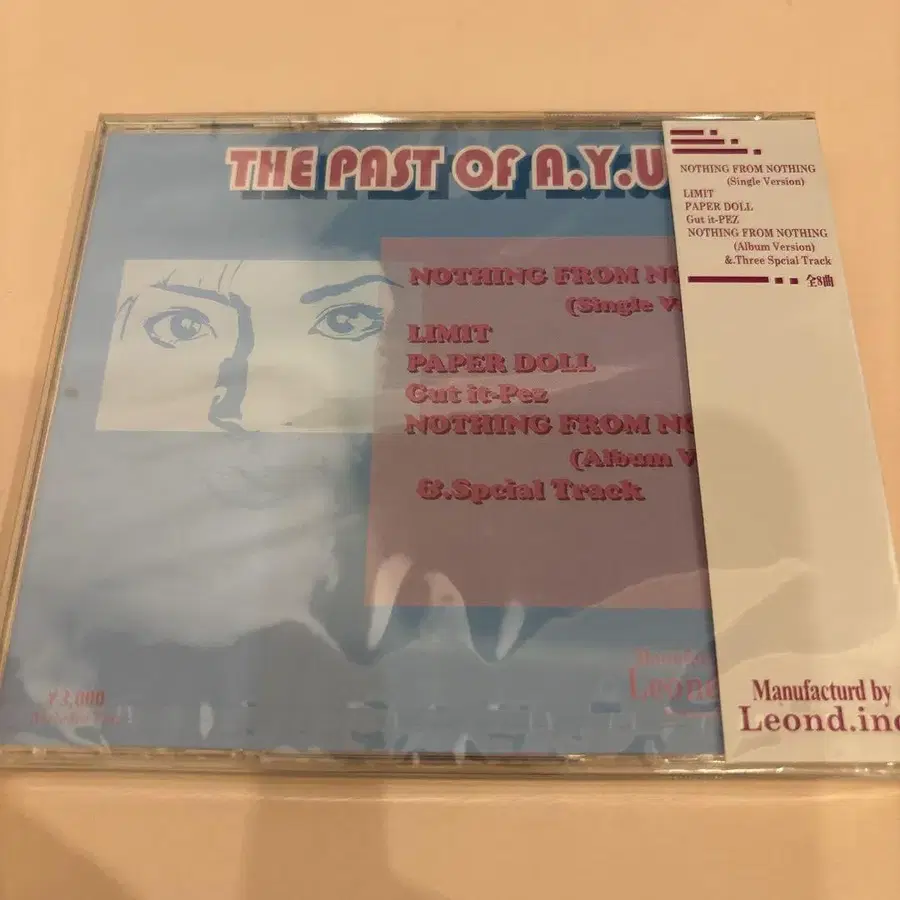 THE PAST OF A.Y.U
NOTHING FROM NO
(Single V
LIMIT
PAPER DOLL
Gut it-Pez
NOTHING FROM NO
(Album V
&.Spcial Track
¥3,000
Leond
NOTHING FROM NOTHING
(Single Version)
LIMIT
PAPER DOLL
Gut it-PEZ
NOTHING FROM NOTHING
(Album Version)
&.Three Spcial Track
全8曲
Manufacturd by
Leond.inc